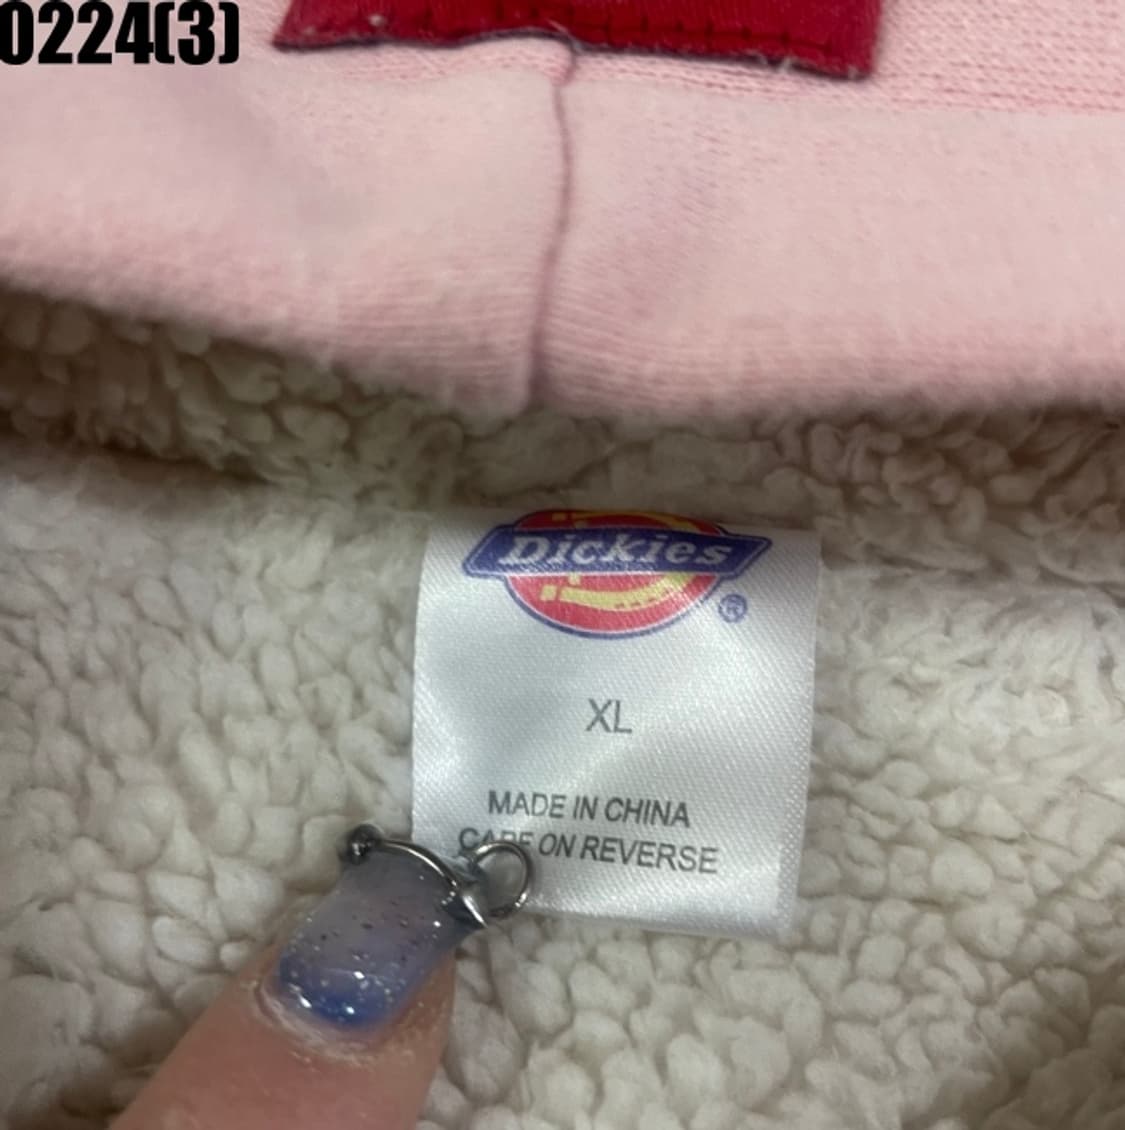 0224(3)
Dickies
®
XL
MADE IN CHINA
CARE ON REVERSE